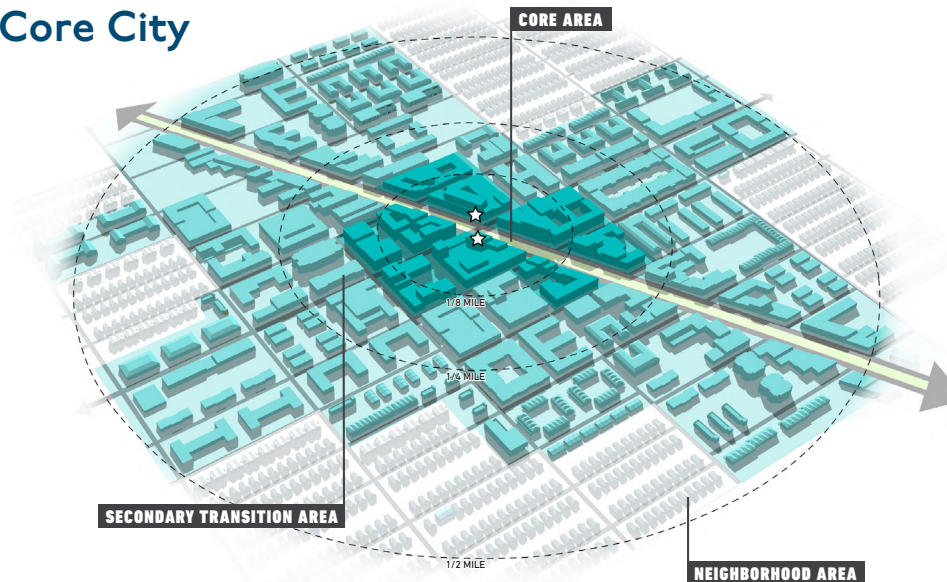 Core City
CORE AREA
1/8 MILE
1/4 MILE
SECONDARY TRANSITION AREA
1/2 MILE
NEIGHBORHOOD AREA